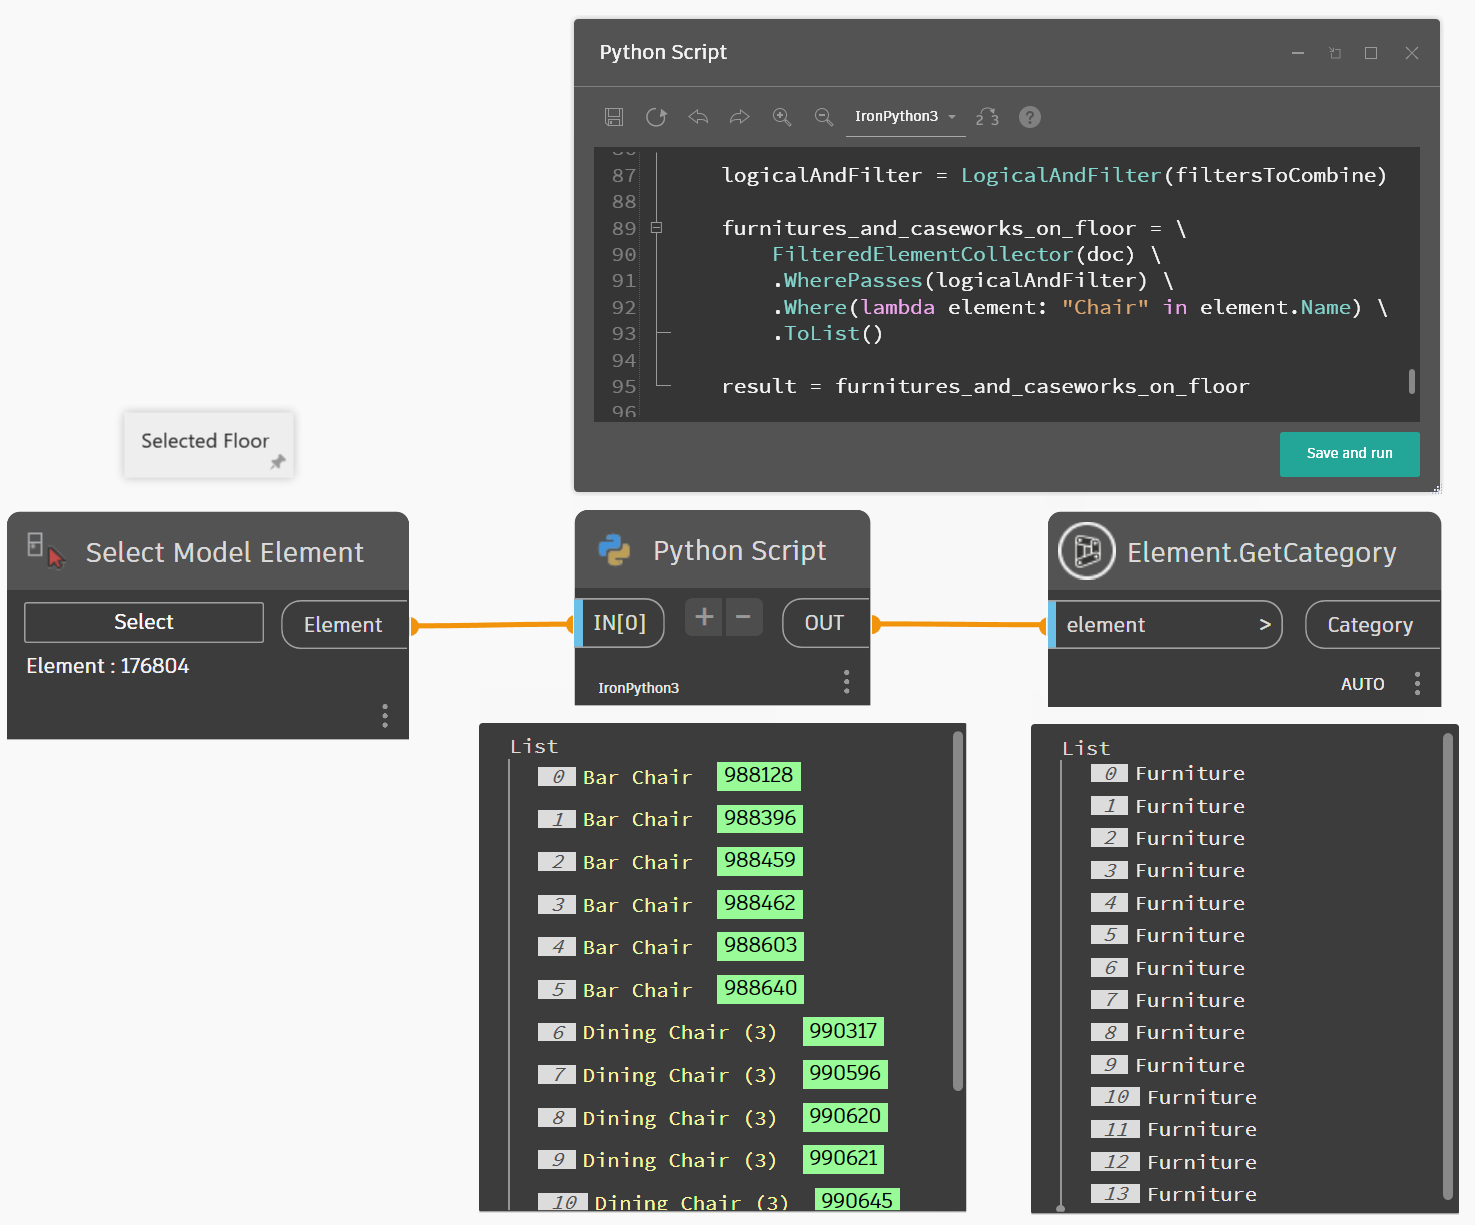 Python Script
IronPython3
2 3
?
86
87 logicalAndFilter = LogicalAndFilter(filtersToCombine)
88
89 furnitures_and_caseworks_on_floor = \
90 FilteredElementCollector(doc) \
91 .WherePasses(logicalAndFilter) \
92 .Where(lambda element: "Chair" in element.Name) \
93 .ToList()
94
95 result = furnitures_and_caseworks_on_floor
96
Save and run
Selected Floor
Select Model Element
Select
Element
Element : 176804
Python Script
IN[0]
+
-
OUT
IronPython3
Element.GetCategory
element >
Category
AUTO
List
0 Bar Chair 988128
1 Bar Chair 988396
2 Bar Chair 988459
3 Bar Chair 988462
4 Bar Chair 988603
5 Bar Chair 988640
6 Dining Chair (3) 990317
7 Dining Chair (3) 990596
8 Dining Chair (3) 990620
9 Dining Chair (3) 990621
10 Dining Chair (3) 990645
List
0 Furniture
1 Furniture
2 Furniture
3 Furniture
4 Furniture
5 Furniture
6 Furniture
7 Furniture
8 Furniture
9 Furniture
10 Furniture
11 Furniture
12 Furniture
13 Furniture